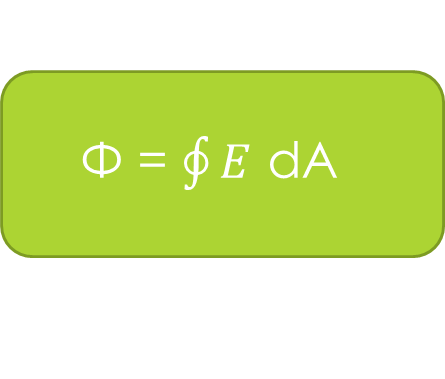 Φ = ∮ 𝐸 dA